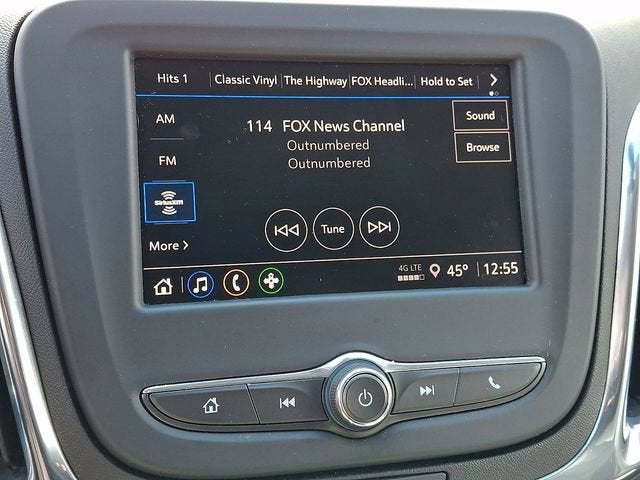 Hits 1 Classic Vinyl The Highway FOX Headli... Hold to Set
AM
114 FOX News Channel
Sound
Outnumbered
FM
Browse
Outnumbered
SiriusXM
Tune
More
4G LTE 45° 12:55